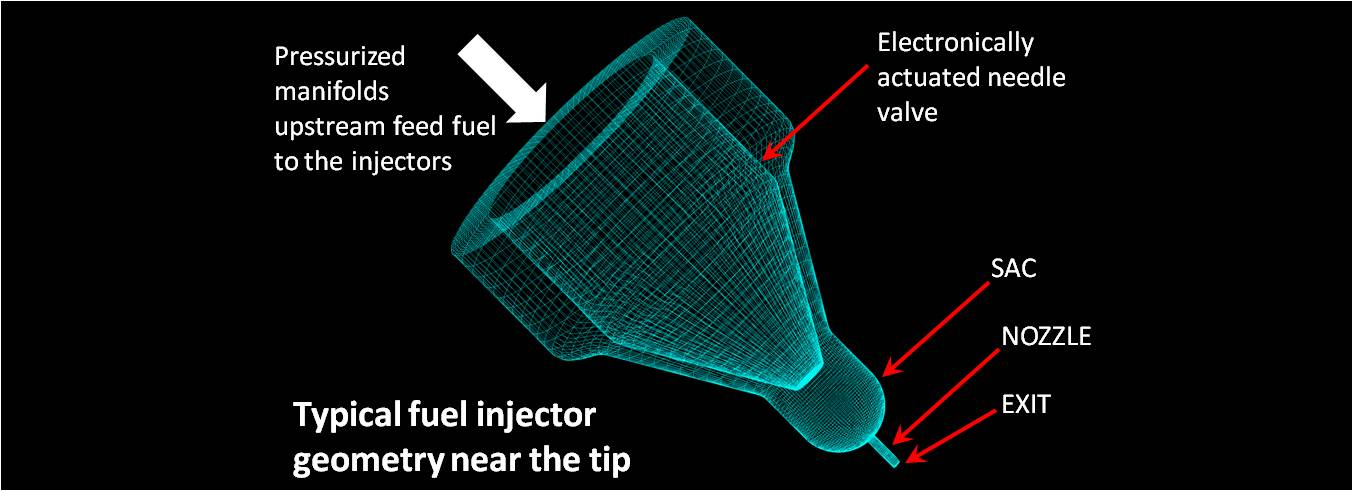 Pressurized
manifolds
upstream feed fuel
to the injectors
Electronically
actuated needle
valve
SAC
NOZZLE
EXIT
Typical fuel injector
geometry near the tip